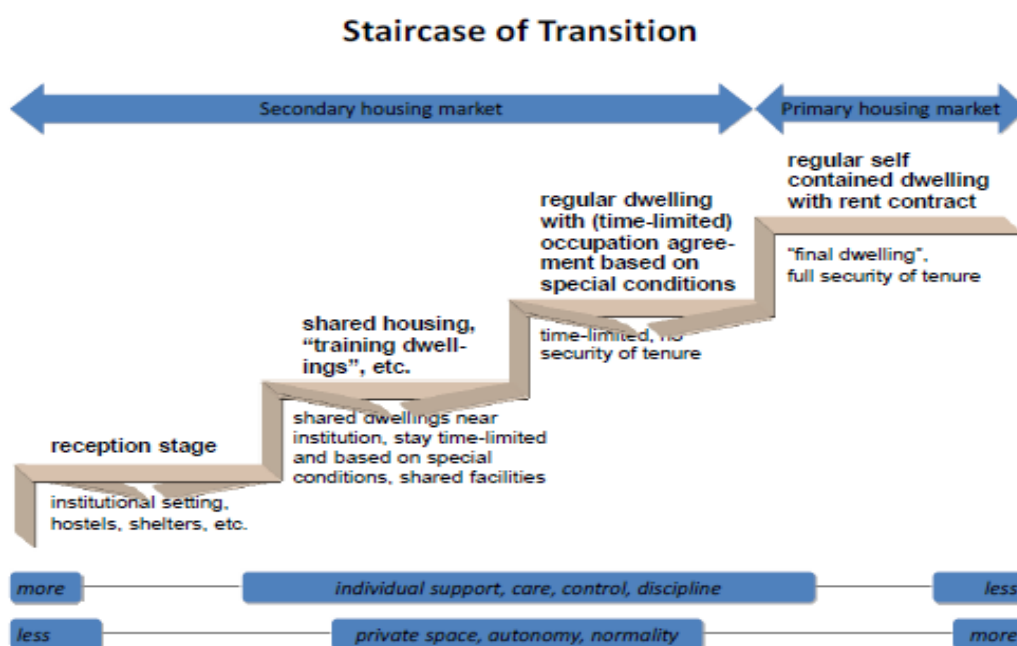 Staircase of Transition
Secondary housing market
Primary housing market
regular self
contained dwelling
with rent contract
"final dwelling",
full security of tenure
regular dwelling
with (time-limited)
occupation agree-
ment based on
special conditions
time-limited, no
security of tenure
shared housing,
"training dwell-
ings", etc.
shared dwellings near
institution, stay time-limited
and based on special
conditions, shared facilities
reception stage
institutional setting,
hostels, shelters, etc.
more
individual support, care, control, discipline
less
less
private space, autonomy, normality
more